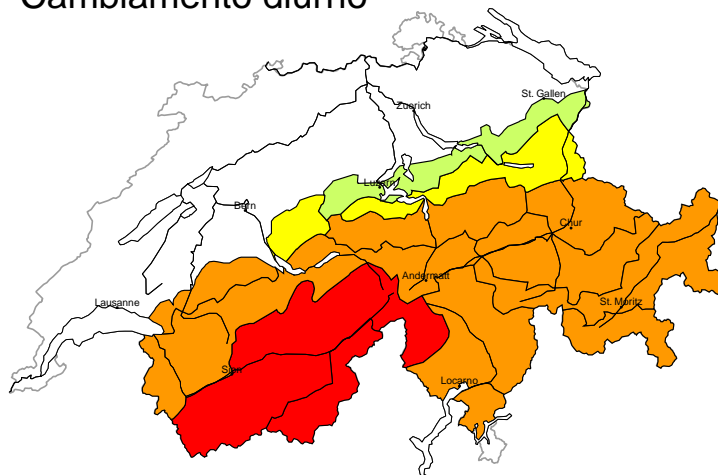 Cambiamento diurno
St. Gallen
Zuerich
Luzern
Bern
Chur
Andermatt
Lausanne
St. Moritz
Sion
Locarno